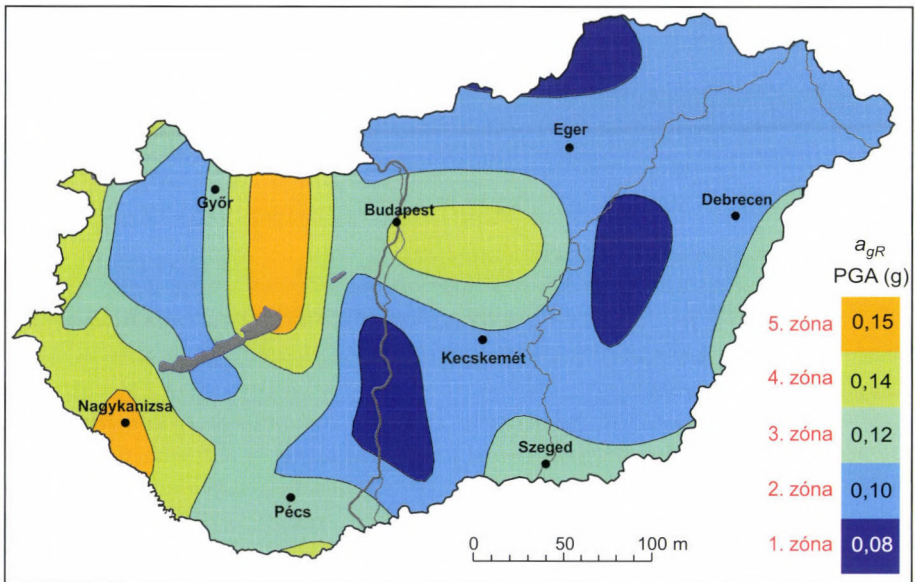 Eger
Győr
Budapest
Debrecen
a_gR
PGA (g)
5. zóna 0,15
4. zóna 0,14
3. zóna 0,12
2. zóna 0,10
1. zóna 0,08
Kecskemét
Nagykanizsa
Szeged
Pécs
0 50 100 m